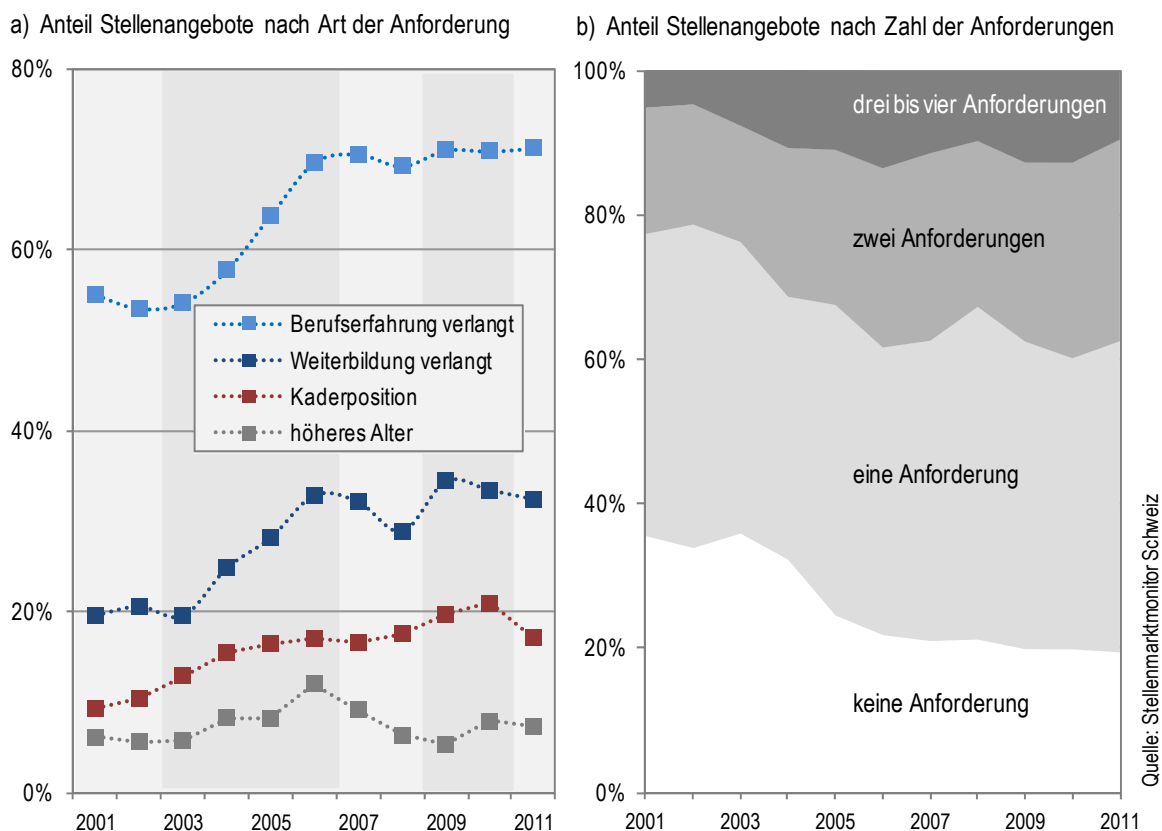 a) Anteil Stellenangebote nach Art der Anforderung
80%
60%
40%
20%
0%
Berufserfahrung verlangt
Weiterbildung verlangt
Kaderposition
höheres Alter
2001 2003 2005 2007 2009 2011
b) Anteil Stellenangebote nach Zahl der Anforderungen
100%
80%
60%
40%
20%
0%
drei bis vier Anforderungen
zwei Anforderungen
eine Anforderung
keine Anforderung
2001 2003 2005 2007 2009 2011
Quelle: Stellenmarktmonitor Schweiz